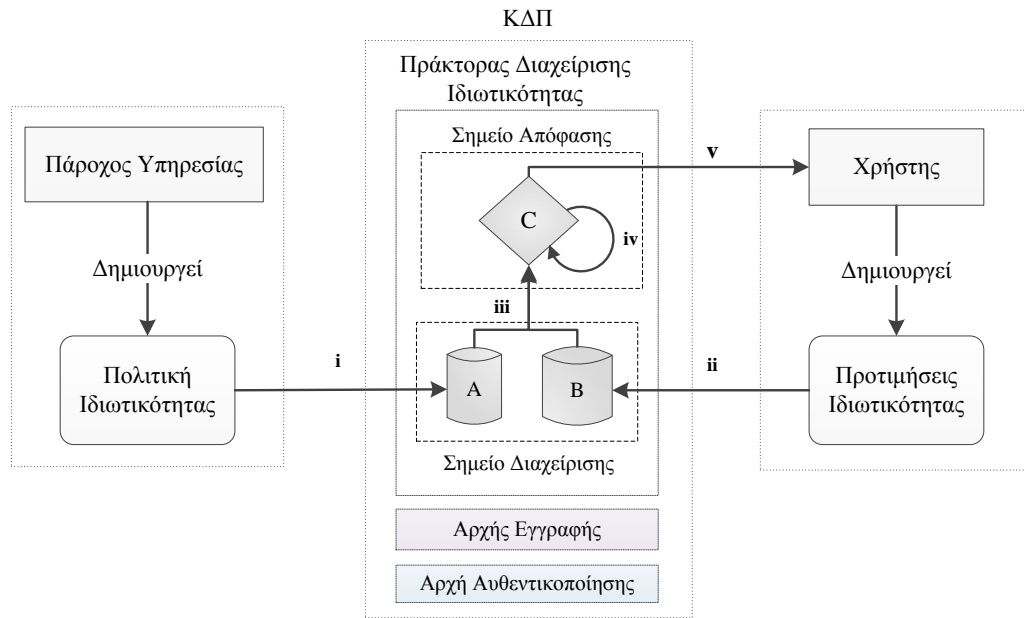 ΚΔΠ
Πράκτορας Διαχείρισης
Ιδιωτικότητας
Σημείο Απόφασης
Πάροχος Υπηρεσίας
v
Χρήστης
C
iv
Δημιουργεί
Δημιουργεί
iii
i
ii
Πολιτική
Ιδιωτικότητας
A
B
Προτιμήσεις
Ιδιωτικότητας
Σημείο Διαχείρισης
Αρχής Εγγραφής
Αρχή Αυθεντικοποίησης